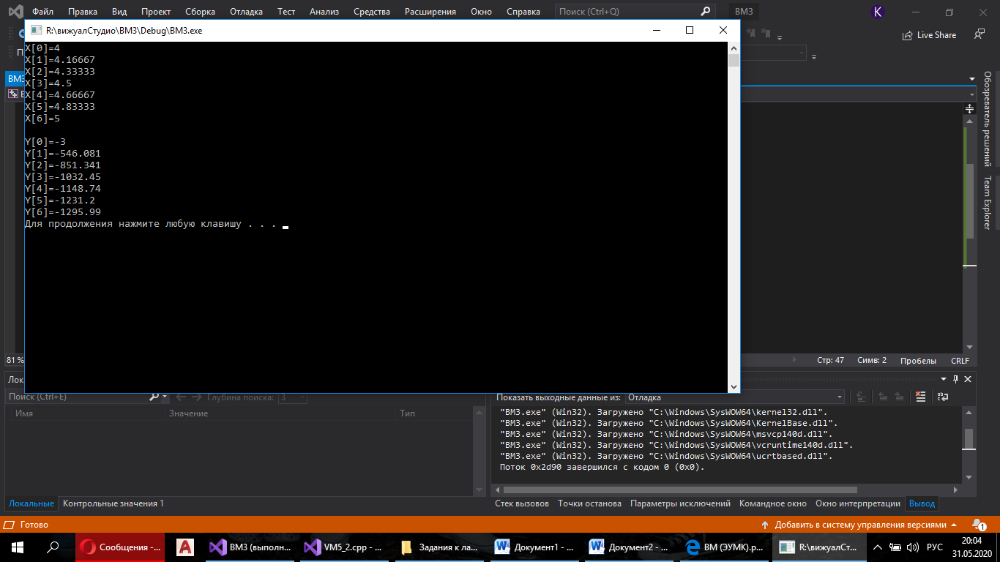 Файл Правка Вид Проект Сборка Отладка Тест Анализ Средства Расширения Окно Справка Поиск (Ctrl+Q) ВМ3 K
R:\вижуалСтудио\ВМ3\Debug\ВМ3.exe
Live Share
X[0]=4
X[1]=4.16667
X[2]=4.33333
X[3]=4.5
X[4]=4.66667
X[5]=4.83333
X[6]=5
Y[0]=-3
Y[1]=-546.081
Y[2]=-851.341
Y[3]=-1032.45
Y[4]=-1148.74
Y[5]=-1231.2
Y[6]=-1295.99
Для продолжения нажмите любую клавишу . . .
ВМ3
Обозреватель решений
Team Explorer
81 % Стр: 47 Симв: 2 Пробелы CRLF
Поиск (Ctrl+E) Глубина поиска: 3
Имя Значение Тип
Показать выходные данные из: Отладка
"ВМ3.exe" (Win32). Загружено "C:\Windows\SysWOW64\kernel32.dll".
"ВМ3.exe" (Win32). Загружено "C:\Windows\SysWOW64\KernelBase.dll".
"ВМ3.exe" (Win32). Загружено "C:\Windows\SysWOW64\msvcp140d.dll".
"ВМ3.exe" (Win32). Загружено "C:\Windows\SysWOW64\vcruntime140d.dll".
"ВМ3.exe" (Win32). Загружено "C:\Windows\SysWOW64\ucrtbased.dll".
Поток 0x2d90 завершился с кодом 0 (0x0).
Локальные Контрольные значения 1
Стек вызовов Точки останова Параметры исключений Командное окно Окно интерпретации Вывод
Готово Добавить в систему управления версиями 1
Сообщения -... ВМ3 (выполн... VM5_2.cpp - ... Задания к ла... Документ1 - ... Документ2 - ... ВМ (ЭУМК).p... R:\вижуалСт... РУС 20:04
31.05.2020